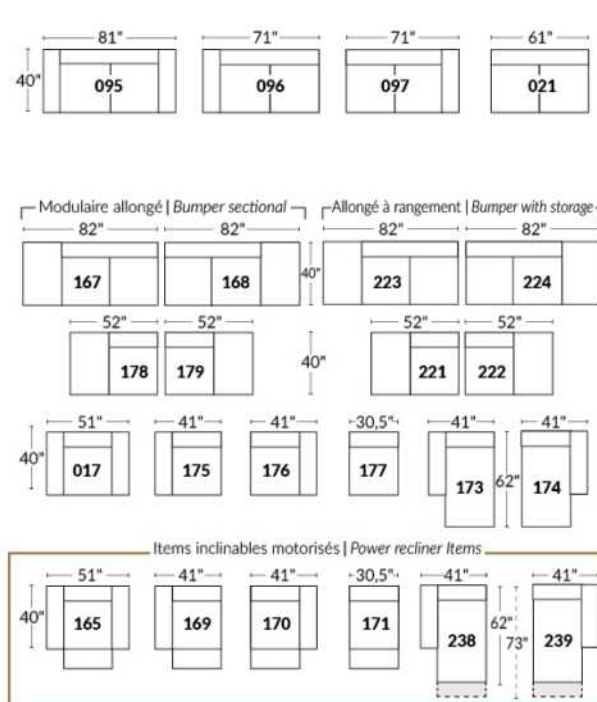 81" 71" 71" 61"
40" 095 096 097 021
Modulaire allongé | Bumper sectional Allongé à rangement | Bumper with storage
82" 82" 82" 82"
167 168 40" 223 224
52" 52" 52" 52"
178 179 40" 221 222
51" 41" 41" 30,5" 41" 41"
40" 017 175 176 177 173 62" 174
Items inclinables motorisés | Power recliner Items
51" 41" 41" 30,5" 41" 41"
40" 165 169 170 171 238 62" 73" 239